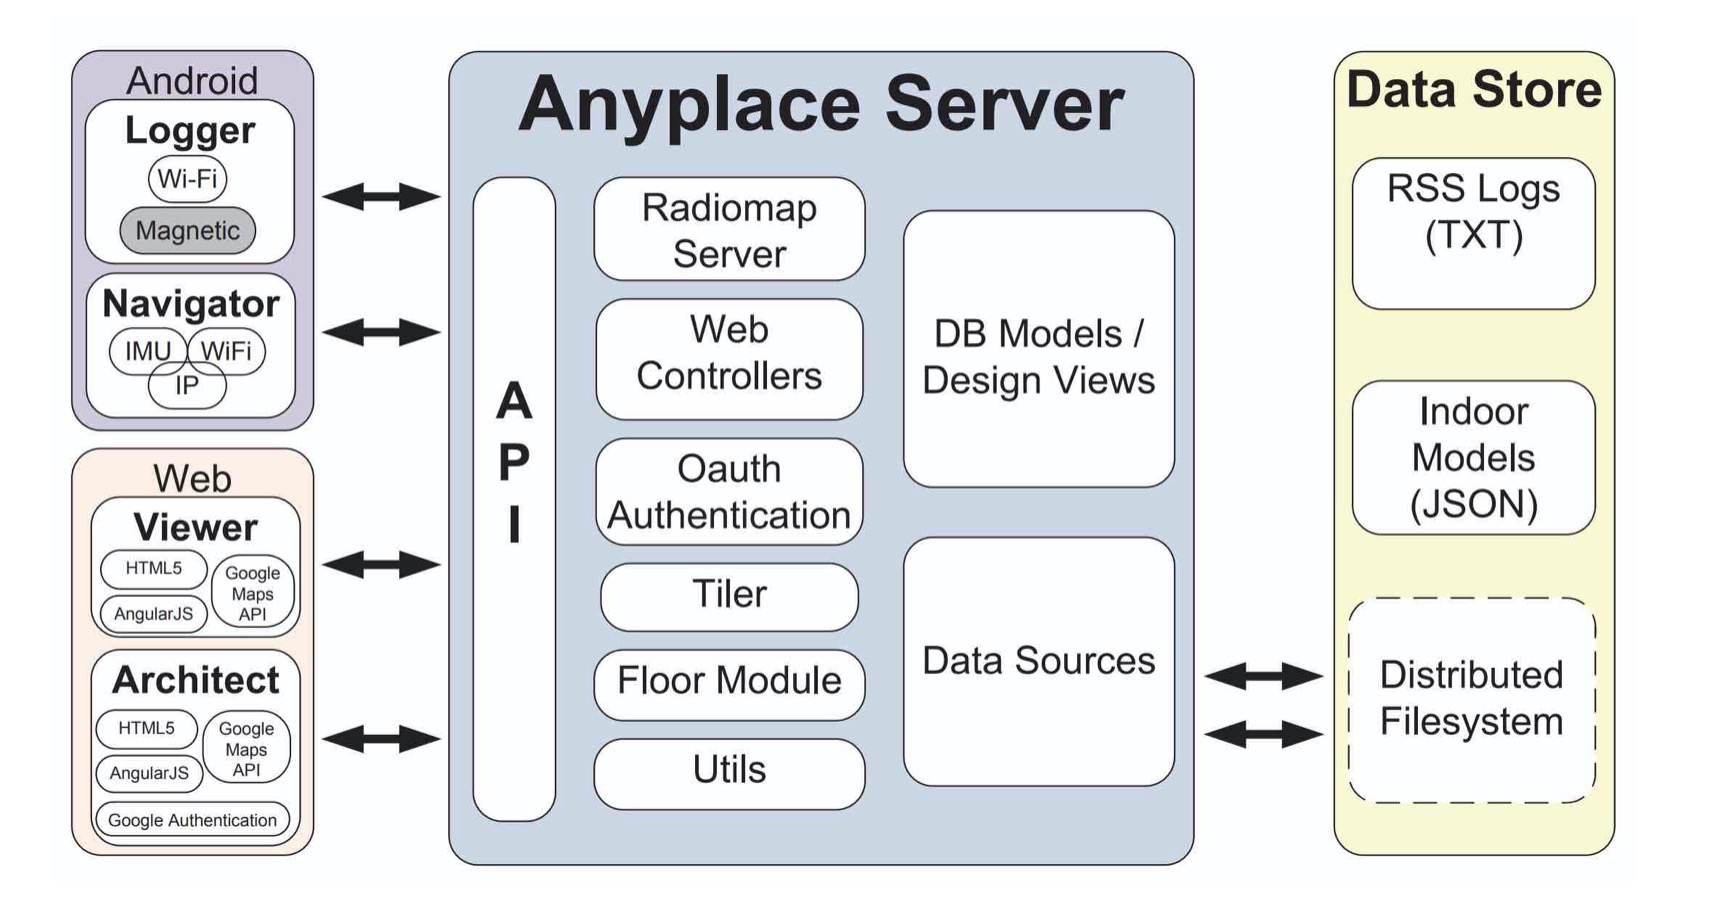 Android
Logger
Wi-Fi
Magnetic
Navigator
IMU
WiFi
IP
Web
Viewer
HTML5
AngularJS
Google
Maps
API
Architect
HTML5
AngularJS
Google
Maps
API
Google Authentication
Anyplace Server
A
P
I
Radiomap
Server
Web
Controllers
Oauth
Authentication
Tiler
Floor Module
Utils
DB Models /
Design Views
Data Sources
Data Store
RSS Logs
(TXT)
Indoor
Models
(JSON)
Distributed
Filesystem